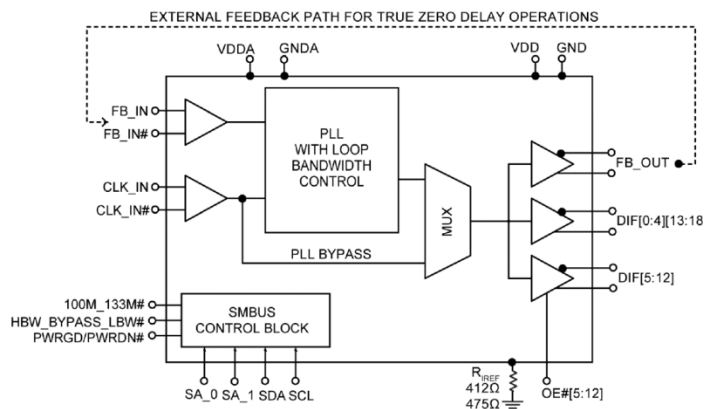 EXTERNAL FEEDBACK PATH FOR TRUE ZERO DELAY OPERATIONS
VDDA
GNDA
VDD
GND
FB_IN
FB_IN#
PLL
WITH LOOP
BANDWIDTH
CONTROL
FB_OUT
CLK_IN
CLK_IN#
MUX
DIF[0:4][13:18
PLL BYPASS
DIF[5:12]
100M_133M#
HBW_BYPASS_LBW#
PWRGD/PWRDN#
SMBUS
CONTROL BLOCK
SA_0
SA_1
SDA
SCL
RIREF
412Ω
475Ω
OE#[5:12]